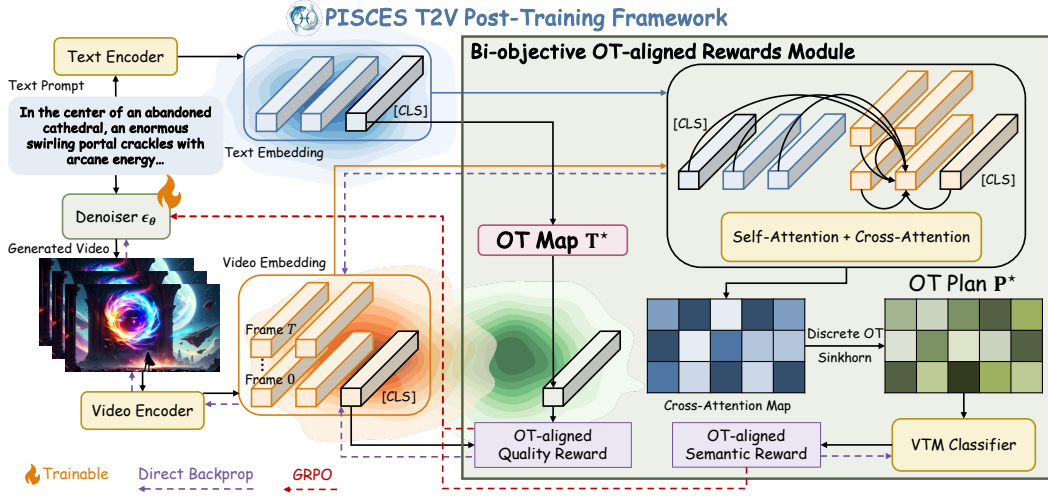 PISCES T2V Post-Training Framework
Text Encoder
Text Prompt
In the center of an abandoned
cathedral, an enormous
swirling portal crackles with
arcane energy…
[CLS]
Text Embedding
Denoiser ϵθ
Generated Video
Video Embedding
Frame T
⋮
Frame 0
[CLS]
Video Encoder
Bi-objective OT-aligned Rewards Module
[CLS]
[CLS]
Self-Attention + Cross-Attention
OT Map T⋆
OT Plan P⋆
Discrete OT
Sinkhorn
Cross-Attention Map
OT-aligned
Quality Reward
OT-aligned
Semantic Reward
VTM Classifier
Trainable
Direct Backprop
GRPO